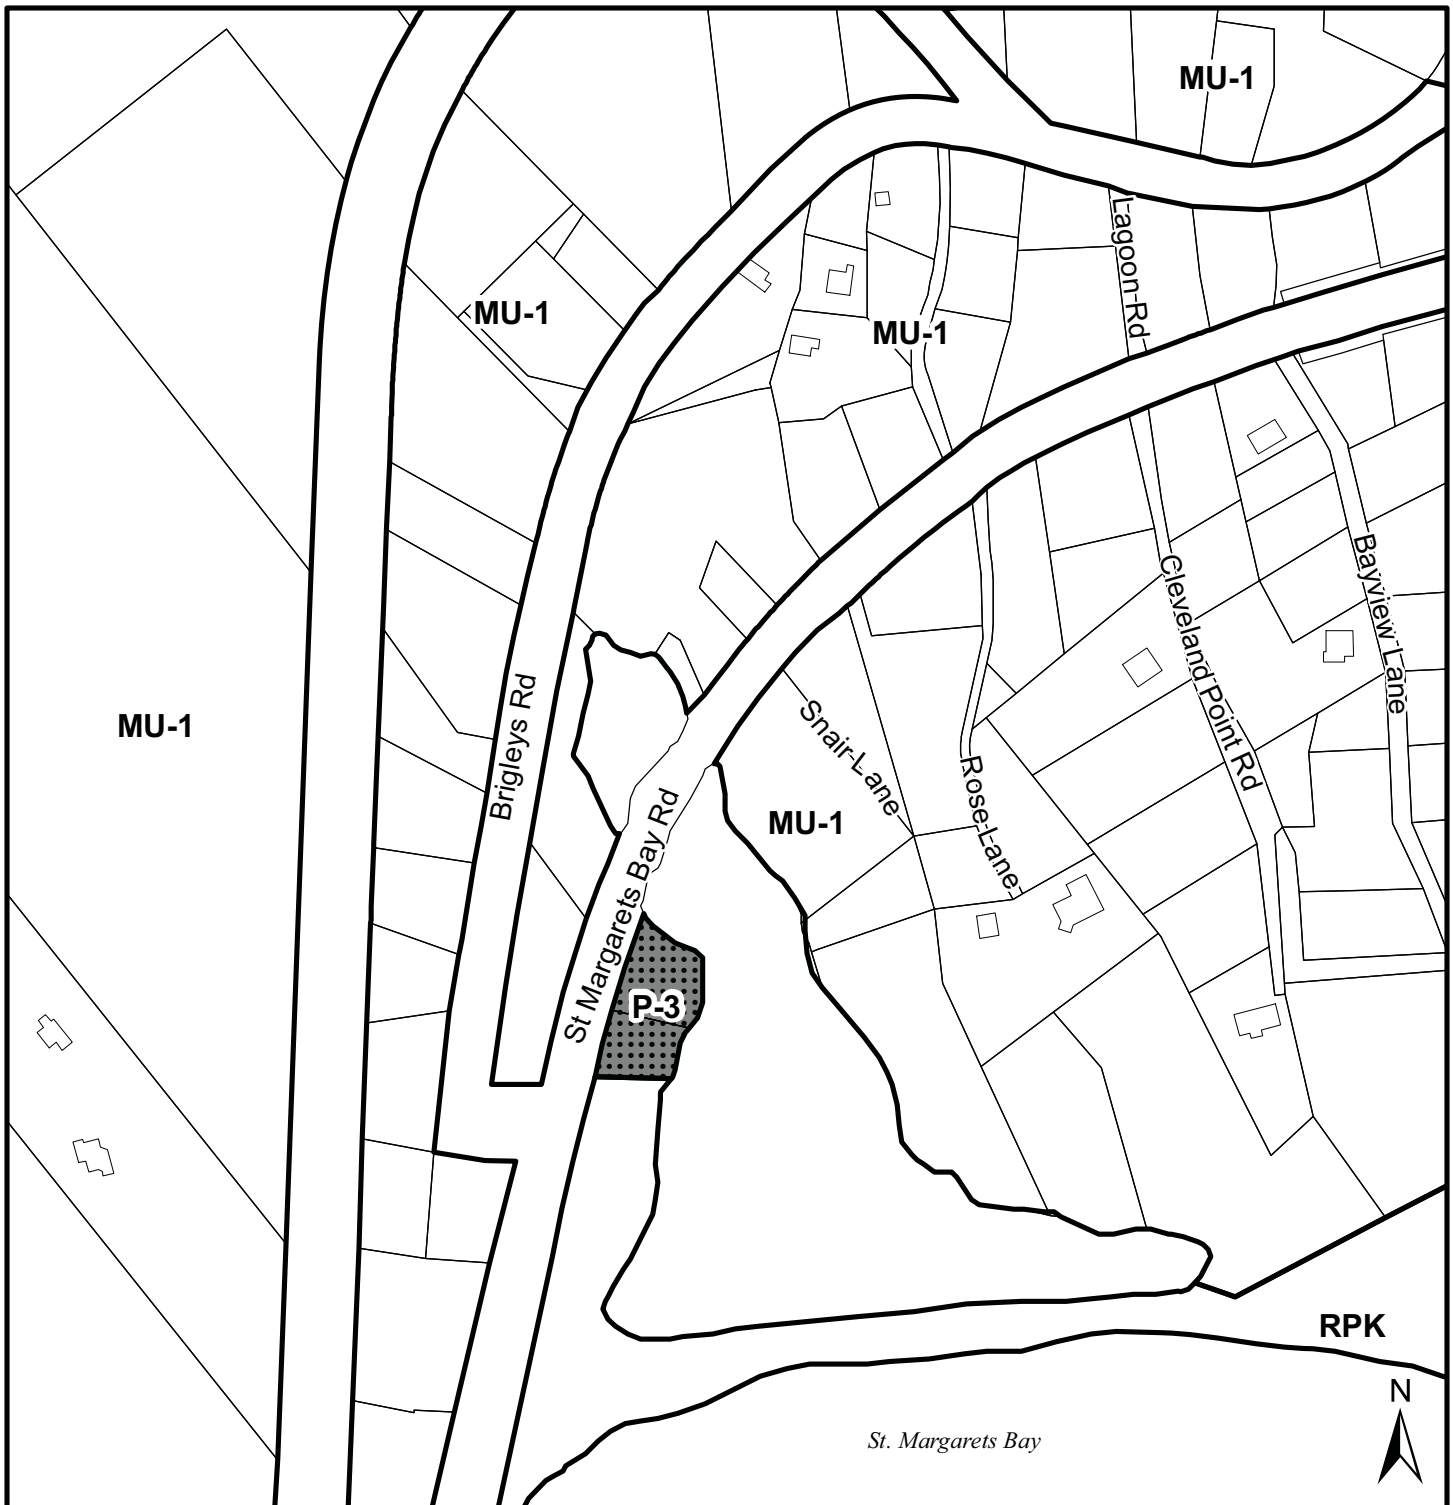 MU-1
Lagoon Rd
MU-1
MU-1
Bayview Lane
Cleveland Point Rd
Brigleys Rd
MU-1
Snair Lane
Rose Lane
MU-1
St Margarets Bay Rd
P-3
RPK
N
St. Margarets Bay